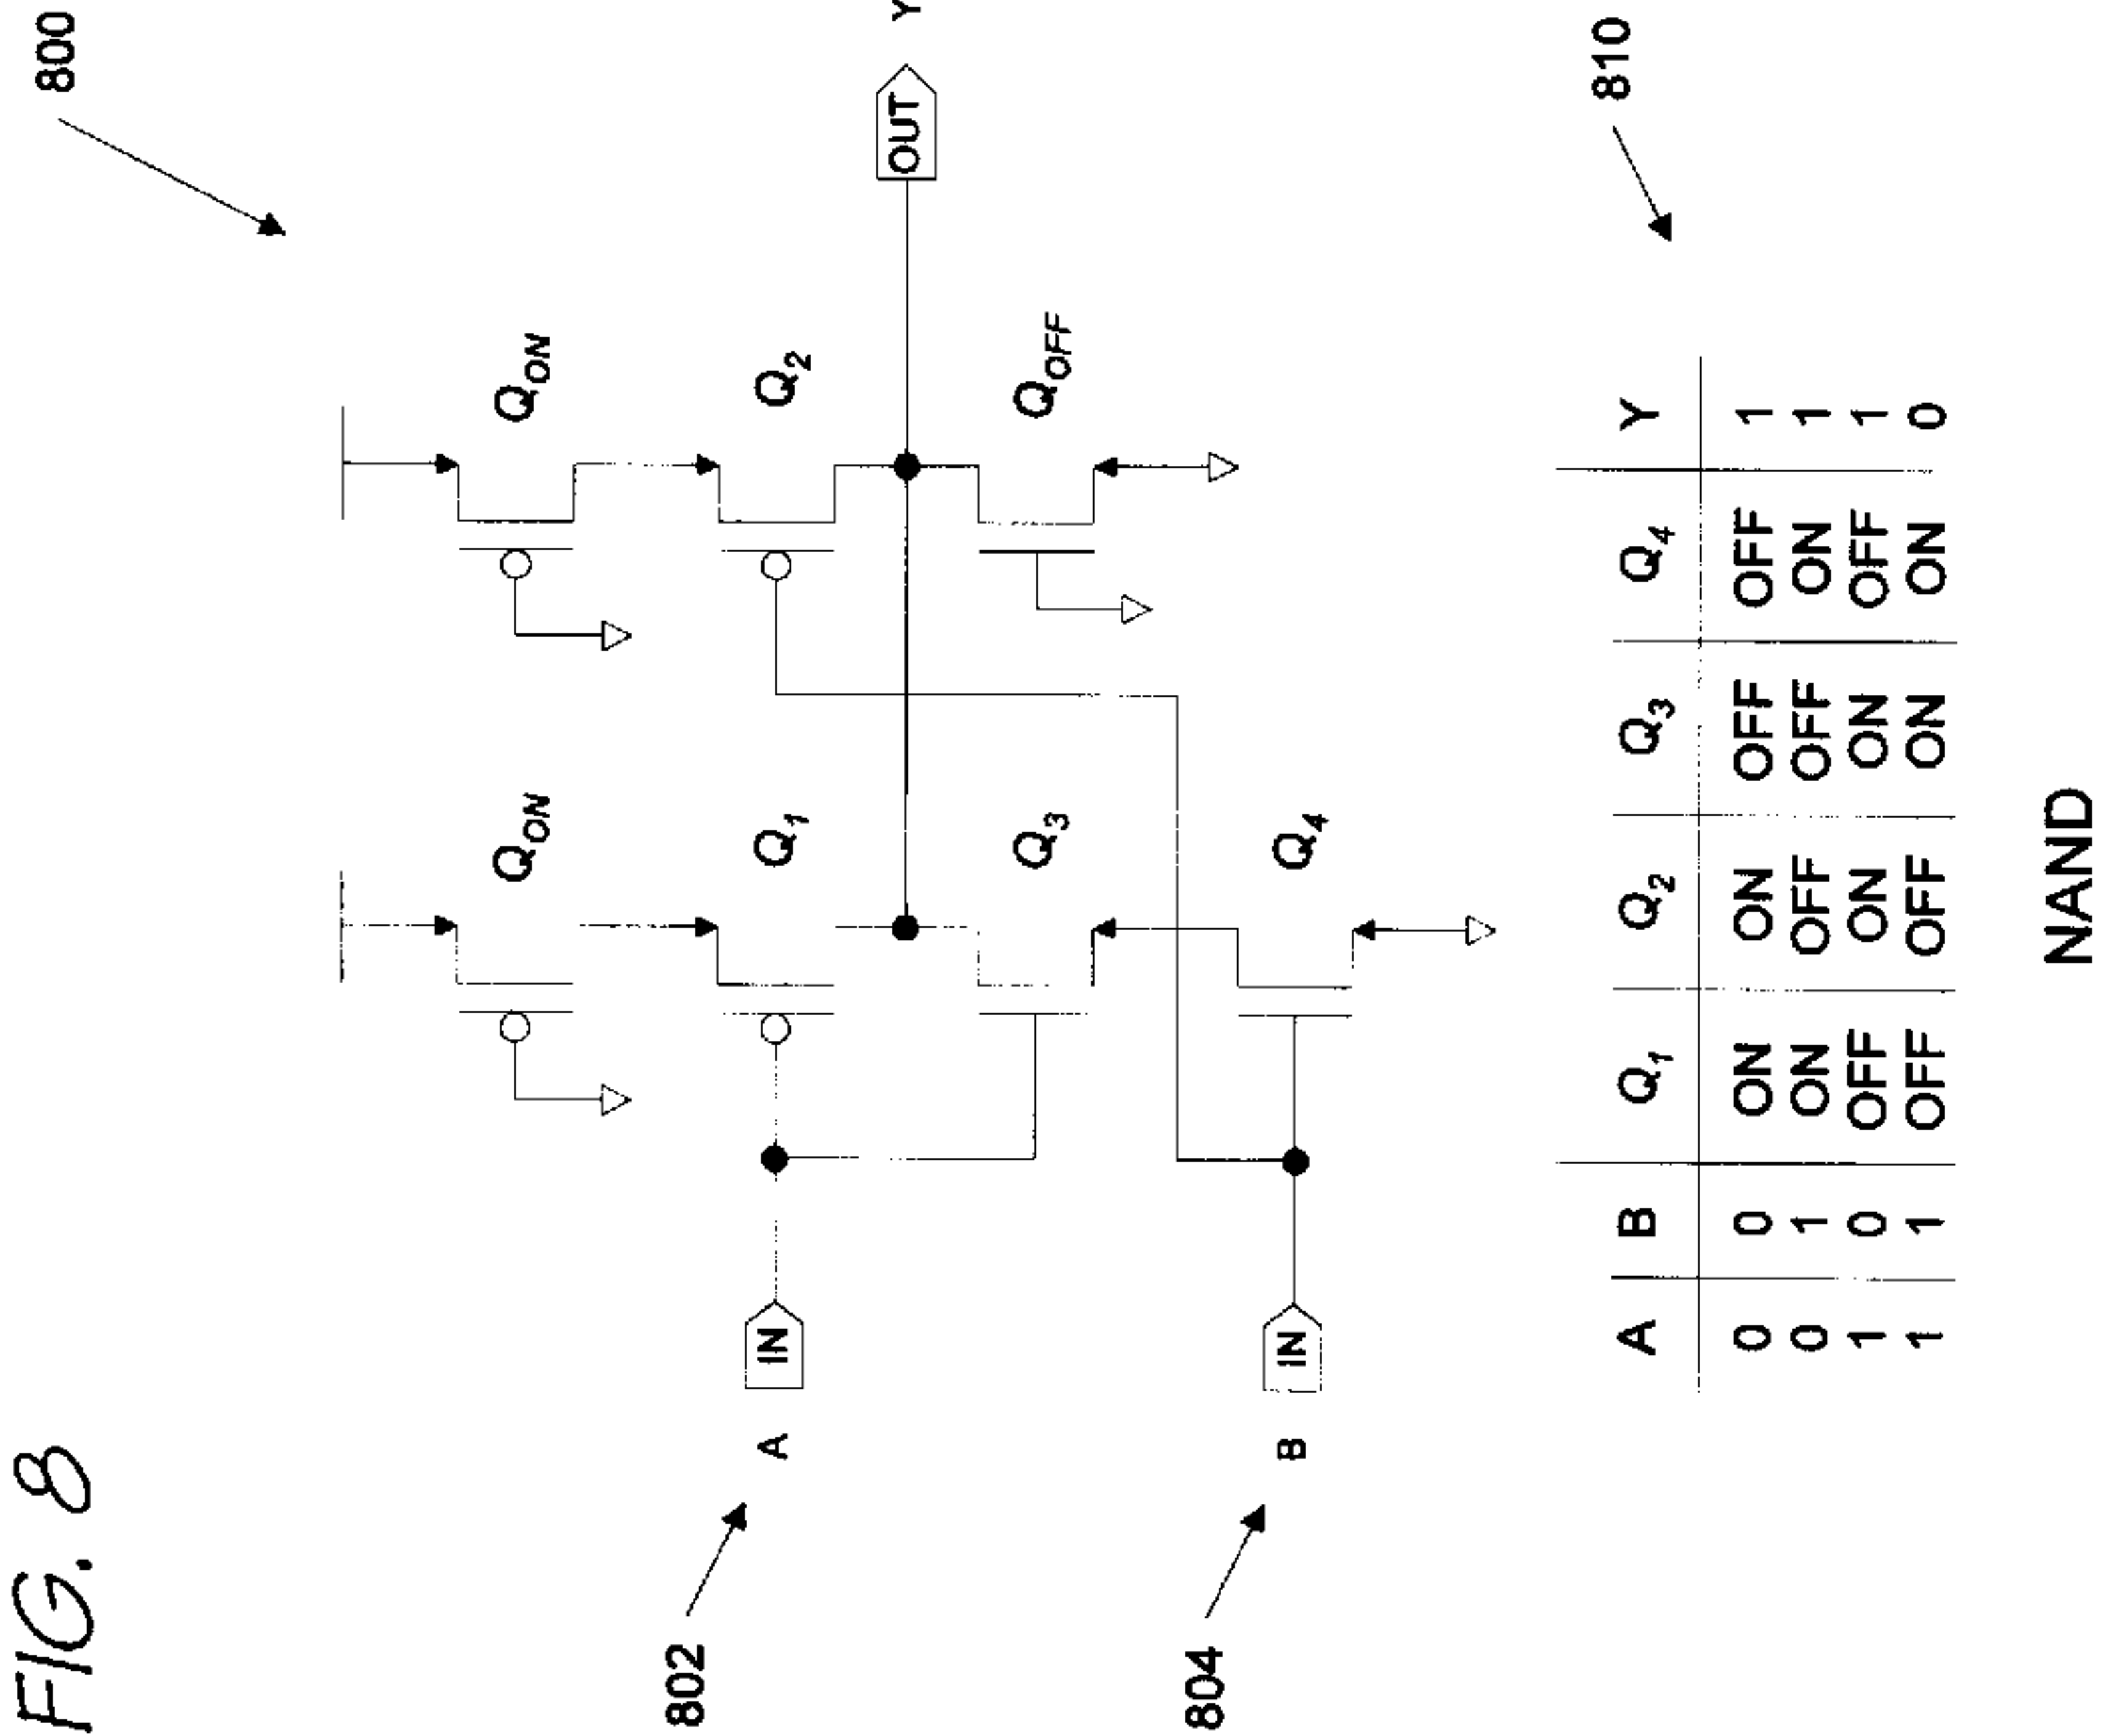 FIG. 8
800
Q_ON Q_ON
802
A IN Q_1 Q_2
OUT Y
Q_3 Q_OFF
804
B IN Q_4
810
A B Q_1 Q_2 Q_3 Q_4 Y
0 0 ON ON OFF OFF 1
0 1 ON OFF OFF ON 1
1 0 OFF ON ON OFF 1
1 1 OFF OFF ON ON 0
NAND